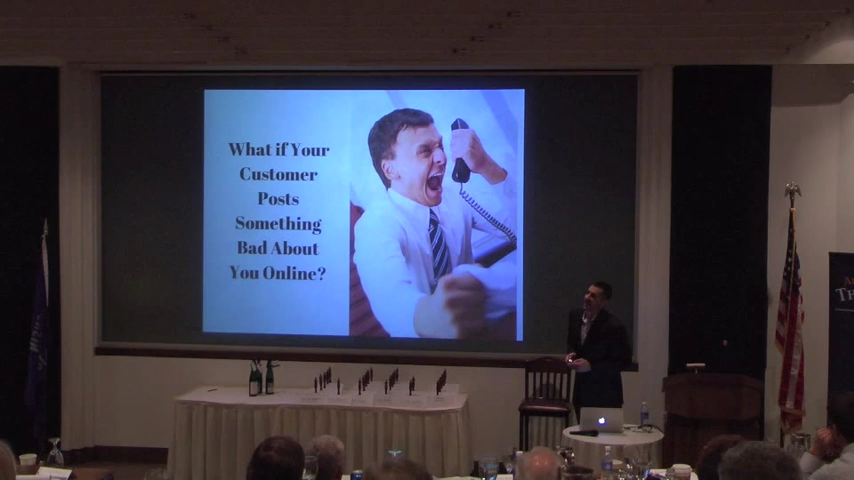 What if Your
Customer
Posts
Something
Bad About
You Online?